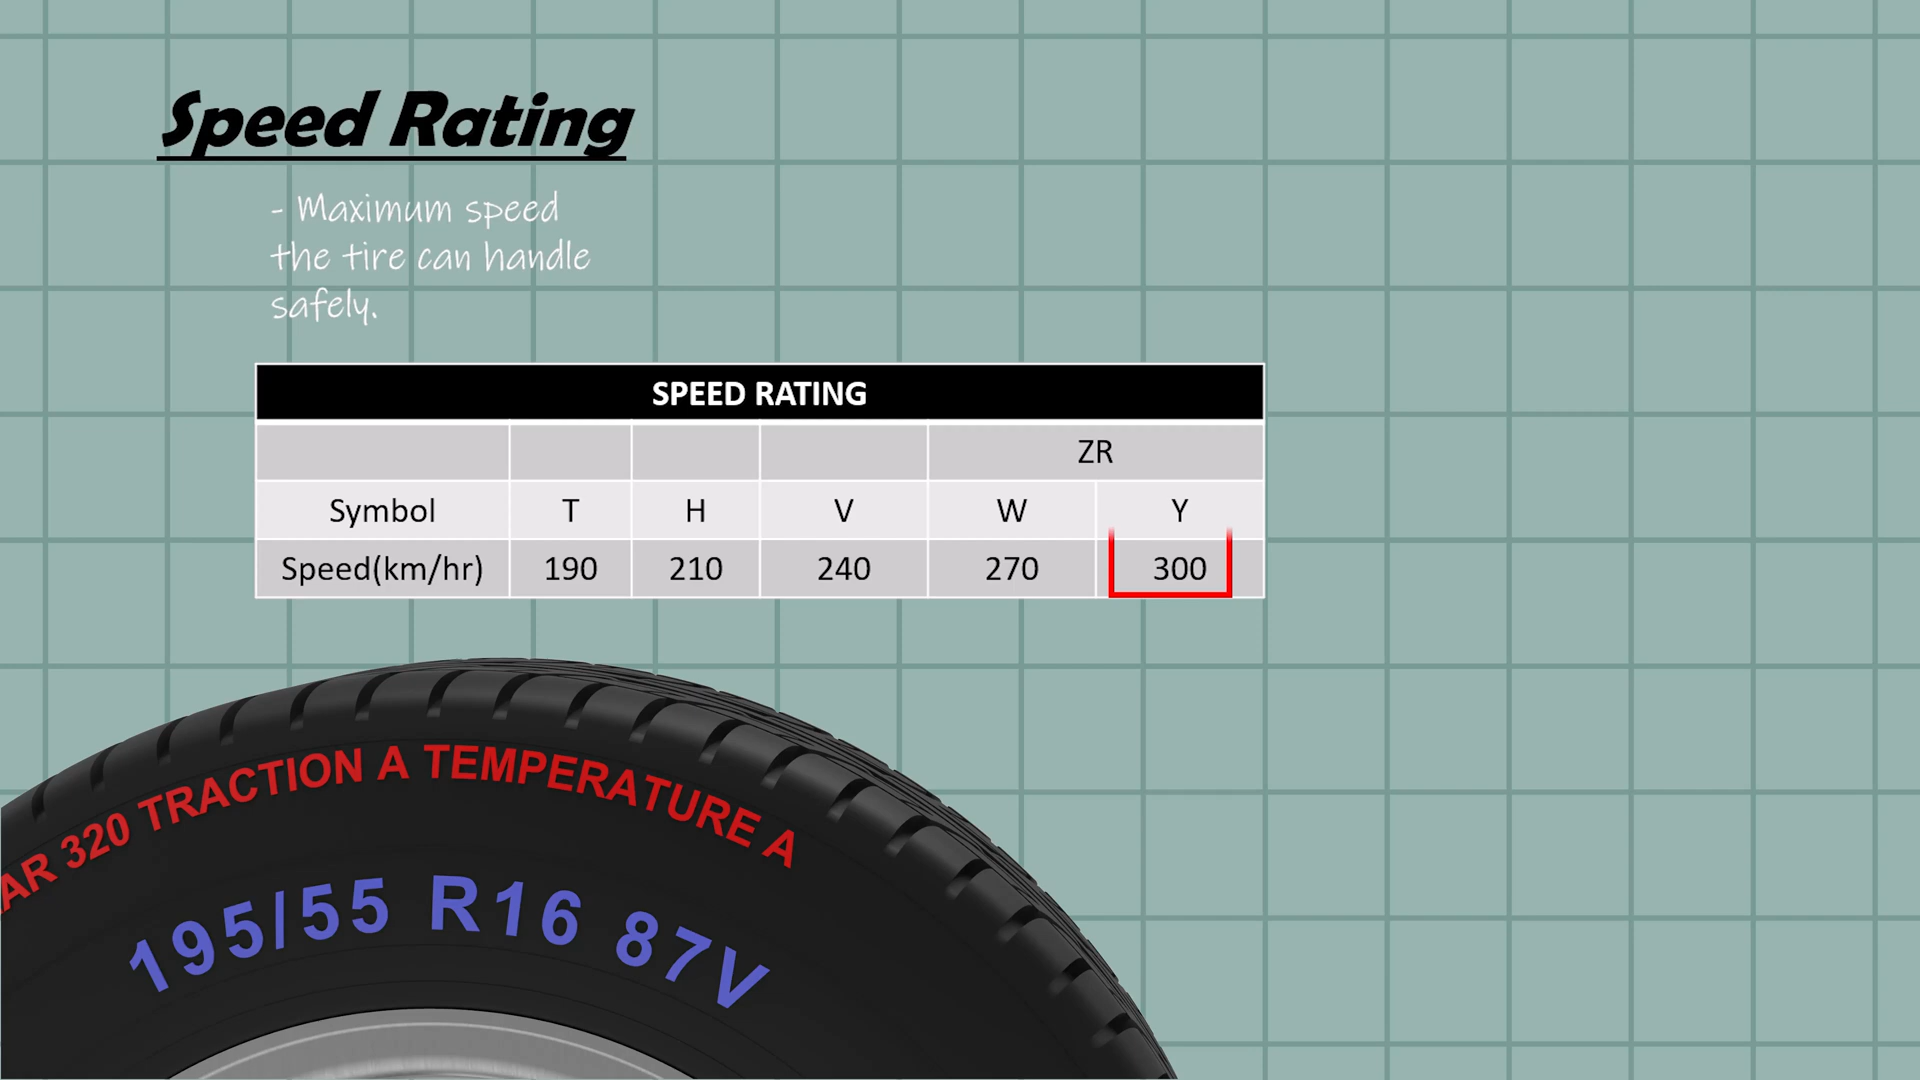 Speed Rating
- Maximum speed
the tire can handle
safely.
SPEED RATING
ZR
Symbol T H V W Y
Speed(km/hr) 190 210 240 270 300
320 TRACTION A TEMPERATURE A
195/55 R16 87V